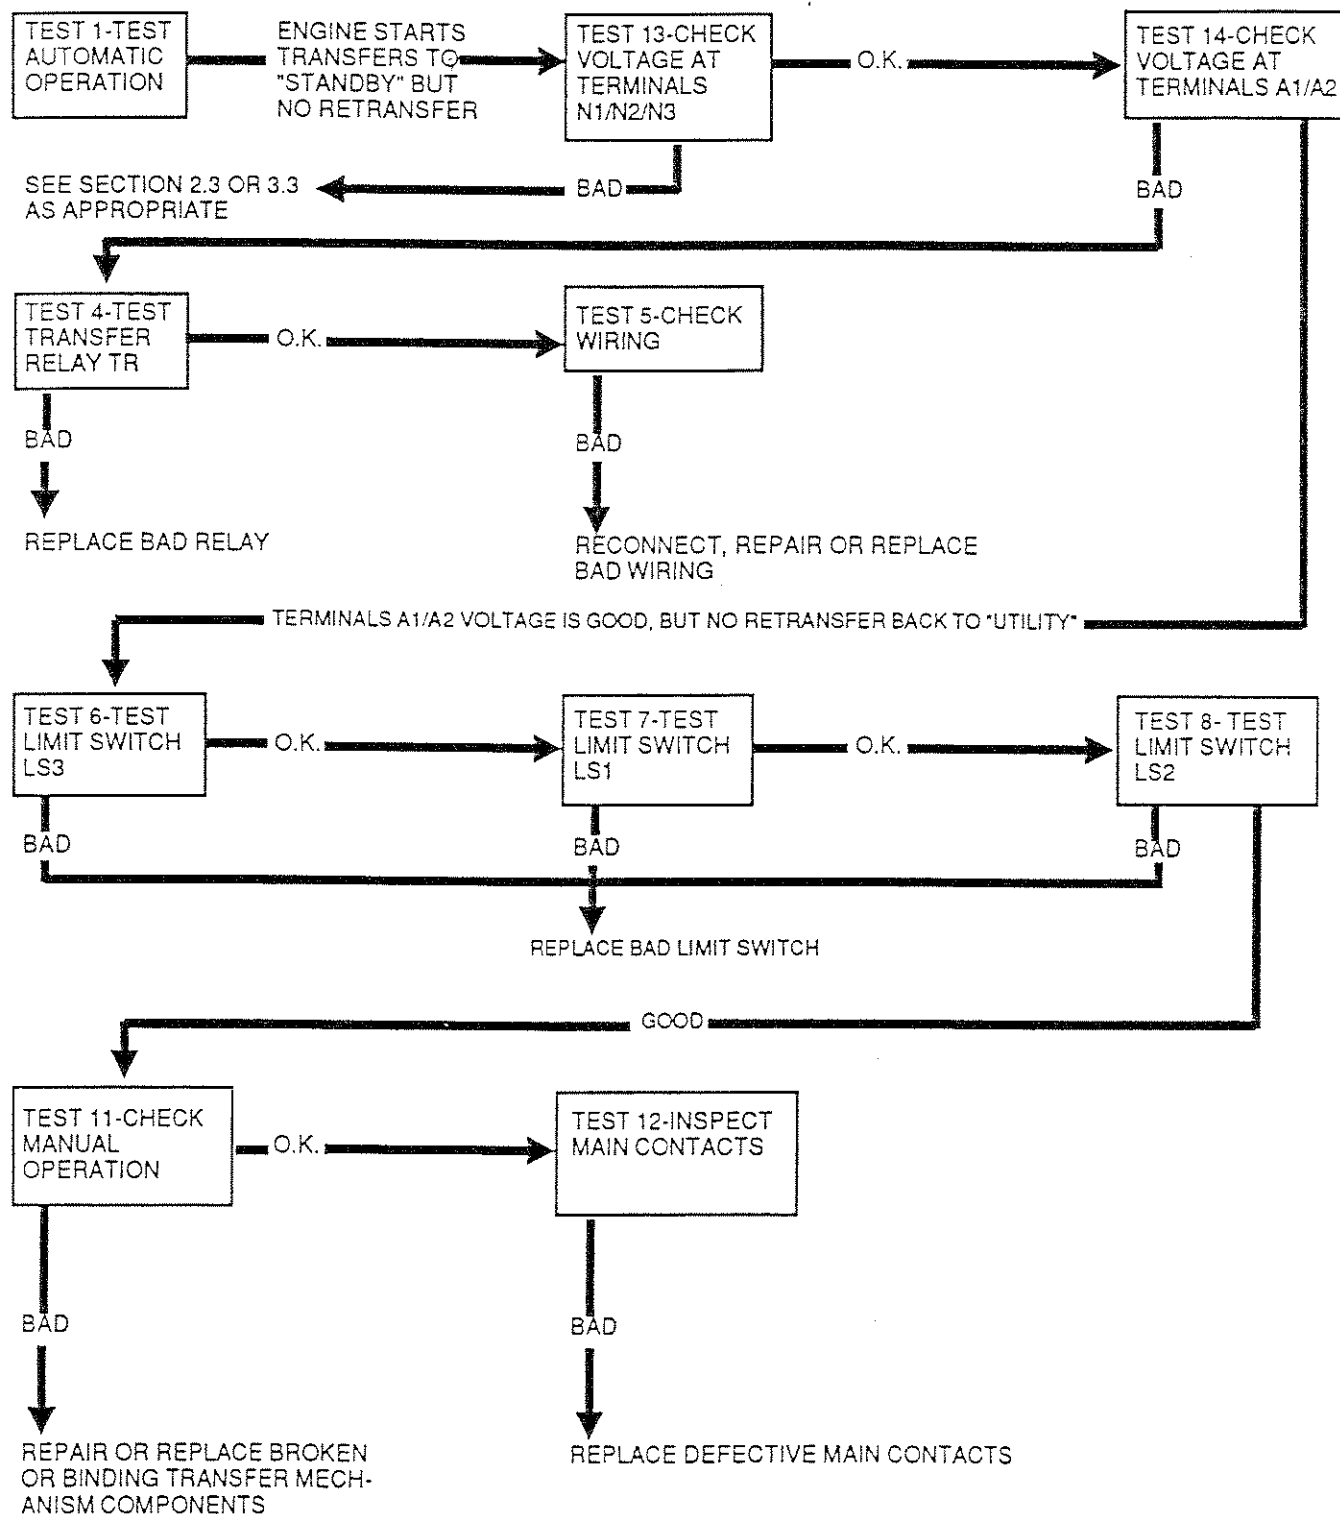 TEST 1-TEST
AUTOMATIC
OPERATION
ENGINE STARTS
TRANSFERS TO
"STANDBY" BUT
NO RETRANSFER
TEST 13-CHECK
VOLTAGE AT
TERMINALS
N1/N2/N3
O.K.
TEST 14-CHECK
VOLTAGE AT
TERMINALS A1/A2
BAD
SEE SECTION 2.3 OR 3.3
AS APPROPRIATE
BAD
TEST 4-TEST
TRANSFER
RELAY TR
O.K.
TEST 5-CHECK
WIRING
BAD
REPLACE BAD RELAY
BAD
RECONNECT, REPAIR OR REPLACE
BAD WIRING
TERMINALS A1/A2 VOLTAGE IS GOOD, BUT NO RETRANSFER BACK TO "UTILITY"
TEST 6-TEST
LIMIT SWITCH
LS3
O.K.
TEST 7-TEST
LIMIT SWITCH
LS1
O.K.
TEST 8- TEST
LIMIT SWITCH
LS2
BAD
BAD
BAD
REPLACE BAD LIMIT SWITCH
GOOD
TEST 11-CHECK
MANUAL
OPERATION
O.K.
TEST 12-INSPECT
MAIN CONTACTS
BAD
REPAIR OR REPLACE BROKEN
OR BINDING TRANSFER MECH-
ANISM COMPONENTS
BAD
REPLACE DEFECTIVE MAIN CONTACTS